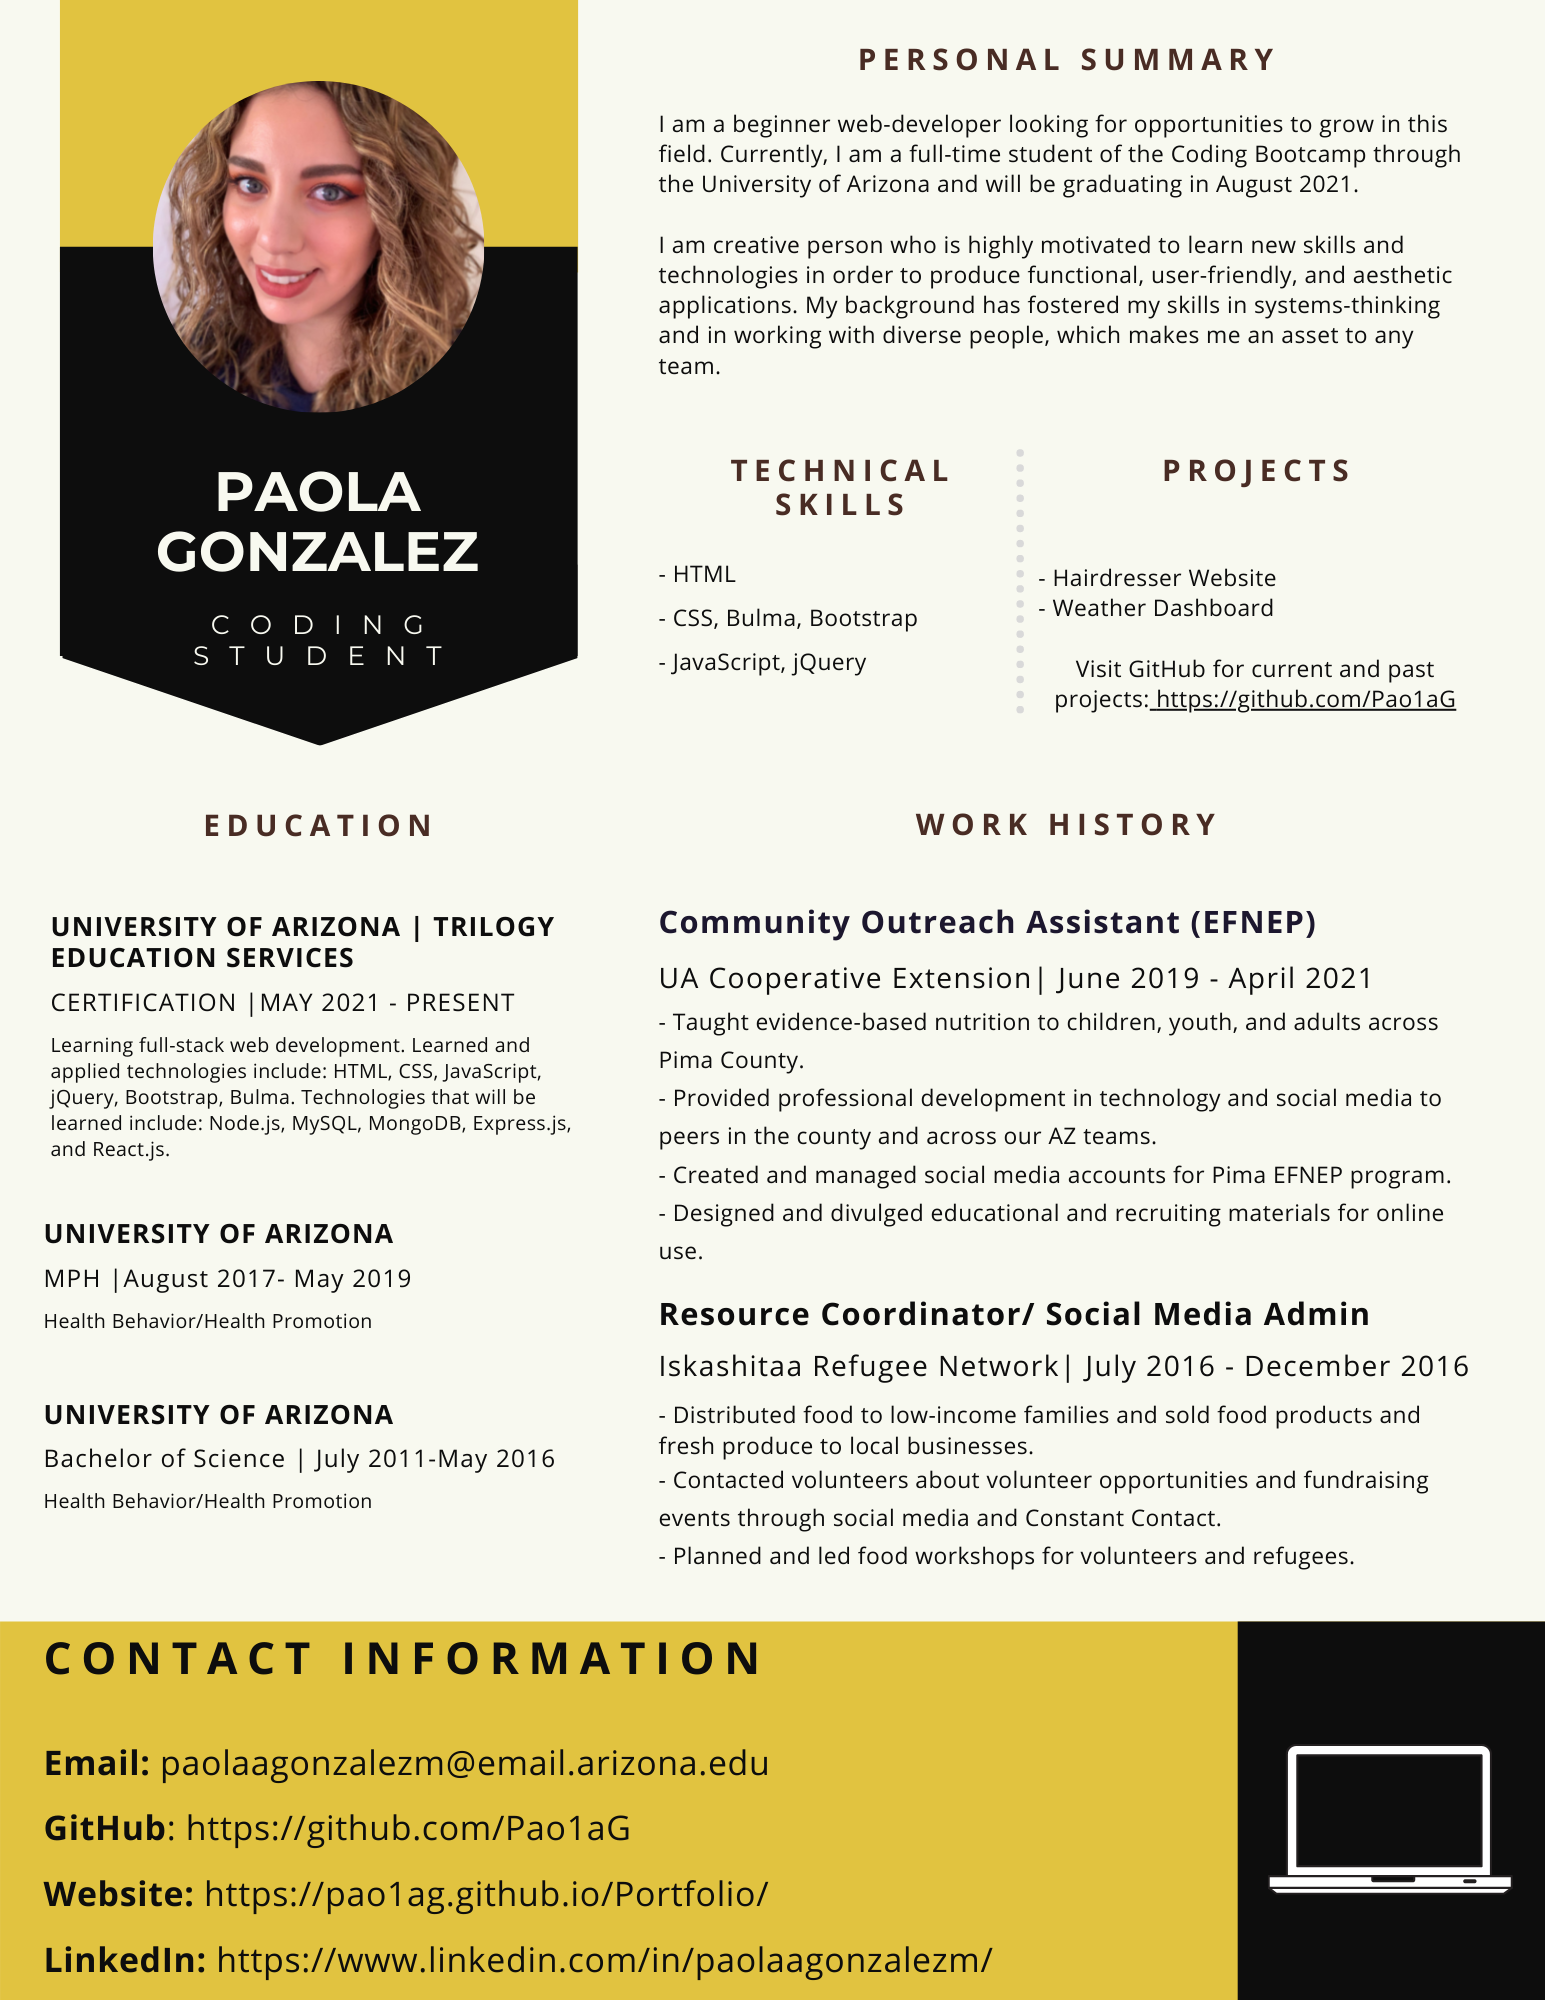 PAOLA
GONZALEZ
CODING
STUDENT
PERSONAL SUMMARY
I am a beginner web-developer looking for opportunities to grow in this
field. Currently, I am a full-time student of the Coding Bootcamp through
the University of Arizona and will be graduating in August 2021.
I am creative person who is highly motivated to learn new skills and
technologies in order to produce functional, user-friendly, and aesthetic
applications. My background has fostered my skills in systems-thinking
and in working with diverse people, which makes me an asset to any
team.
TECHNICAL
SKILLS
- HTML
- CSS, Bulma, Bootstrap
- JavaScript, jQuery
PROJECTS
- Hairdresser Website
- Weather Dashboard
Visit GitHub for current and past
projects: https://github.com/Pao1aG
EDUCATION
UNIVERSITY OF ARIZONA | TRILOGY
EDUCATION SERVICES
CERTIFICATION |MAY 2021 - PRESENT
Learning full-stack web development. Learned and
applied technologies include: HTML, CSS, JavaScript,
jQuery, Bootstrap, Bulma. Technologies that will be
learned include: Node.js, MySQL, MongoDB, Express.js,
and React.js.
UNIVERSITY OF ARIZONA
MPH |August 2017- May 2019
Health Behavior/Health Promotion
UNIVERSITY OF ARIZONA
Bachelor of Science | July 2011-May 2016
Health Behavior/Health Promotion
WORK HISTORY
Community Outreach Assistant (EFNEP)
UA Cooperative Extension| June 2019 - April 2021
- Taught evidence-based nutrition to children, youth, and adults across
Pima County.
- Provided professional development in technology and social media to
peers in the county and across our AZ teams.
- Created and managed social media accounts for Pima EFNEP program.
- Designed and divulged educational and recruiting materials for online
use.
Resource Coordinator/ Social Media Admin
Iskashitaa Refugee Network| July 2016 - December 2016
- Distributed food to low-income families and sold food products and
fresh produce to local businesses.
- Contacted volunteers about volunteer opportunities and fundraising
events through social media and Constant Contact.
- Planned and led food workshops for volunteers and refugees.
CONTACT INFORMATION
Email: paolaagonzalezm@email.arizona.edu
GitHub: https://github.com/Pao1aG
Website: https://pao1ag.github.io/Portfolio/
LinkedIn: https://www.linkedin.com/in/paolaagonzalezm/